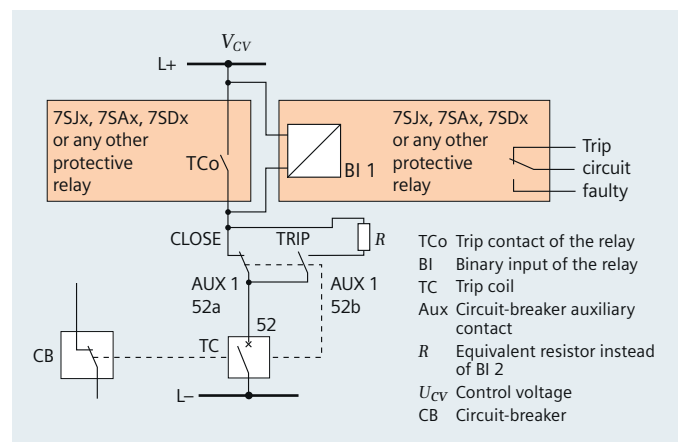 V_CV
L+
7SJx, 7SAx, 7SDx
or any other
protective
relay
TCo
BI 1
7SJx, 7SAx, 7SDx
or any other
protective
relay
Trip
circuit
faulty
CLOSE
TRIP
R
AUX 1
52a
AUX 1
52b
52
TC
CB
L–
TCo Trip contact of the relay
BI Binary input of the relay
TC Trip coil
Aux Circuit-breaker auxiliary
contact
R Equivalent resistor instead
of BI 2
U_CV Control voltage
CB Circuit-breaker